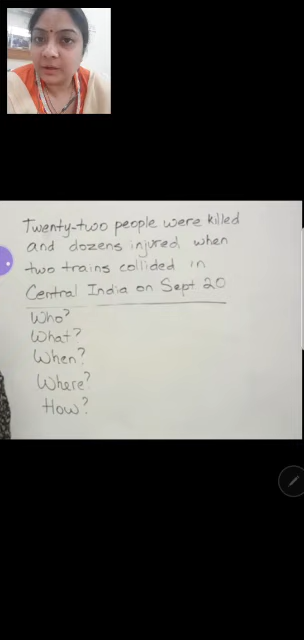 Twenty-two people were killed
and dozens injured, when
two trains collided in
Central India on Sept 20
Who?
What?
When?
Where?
How?